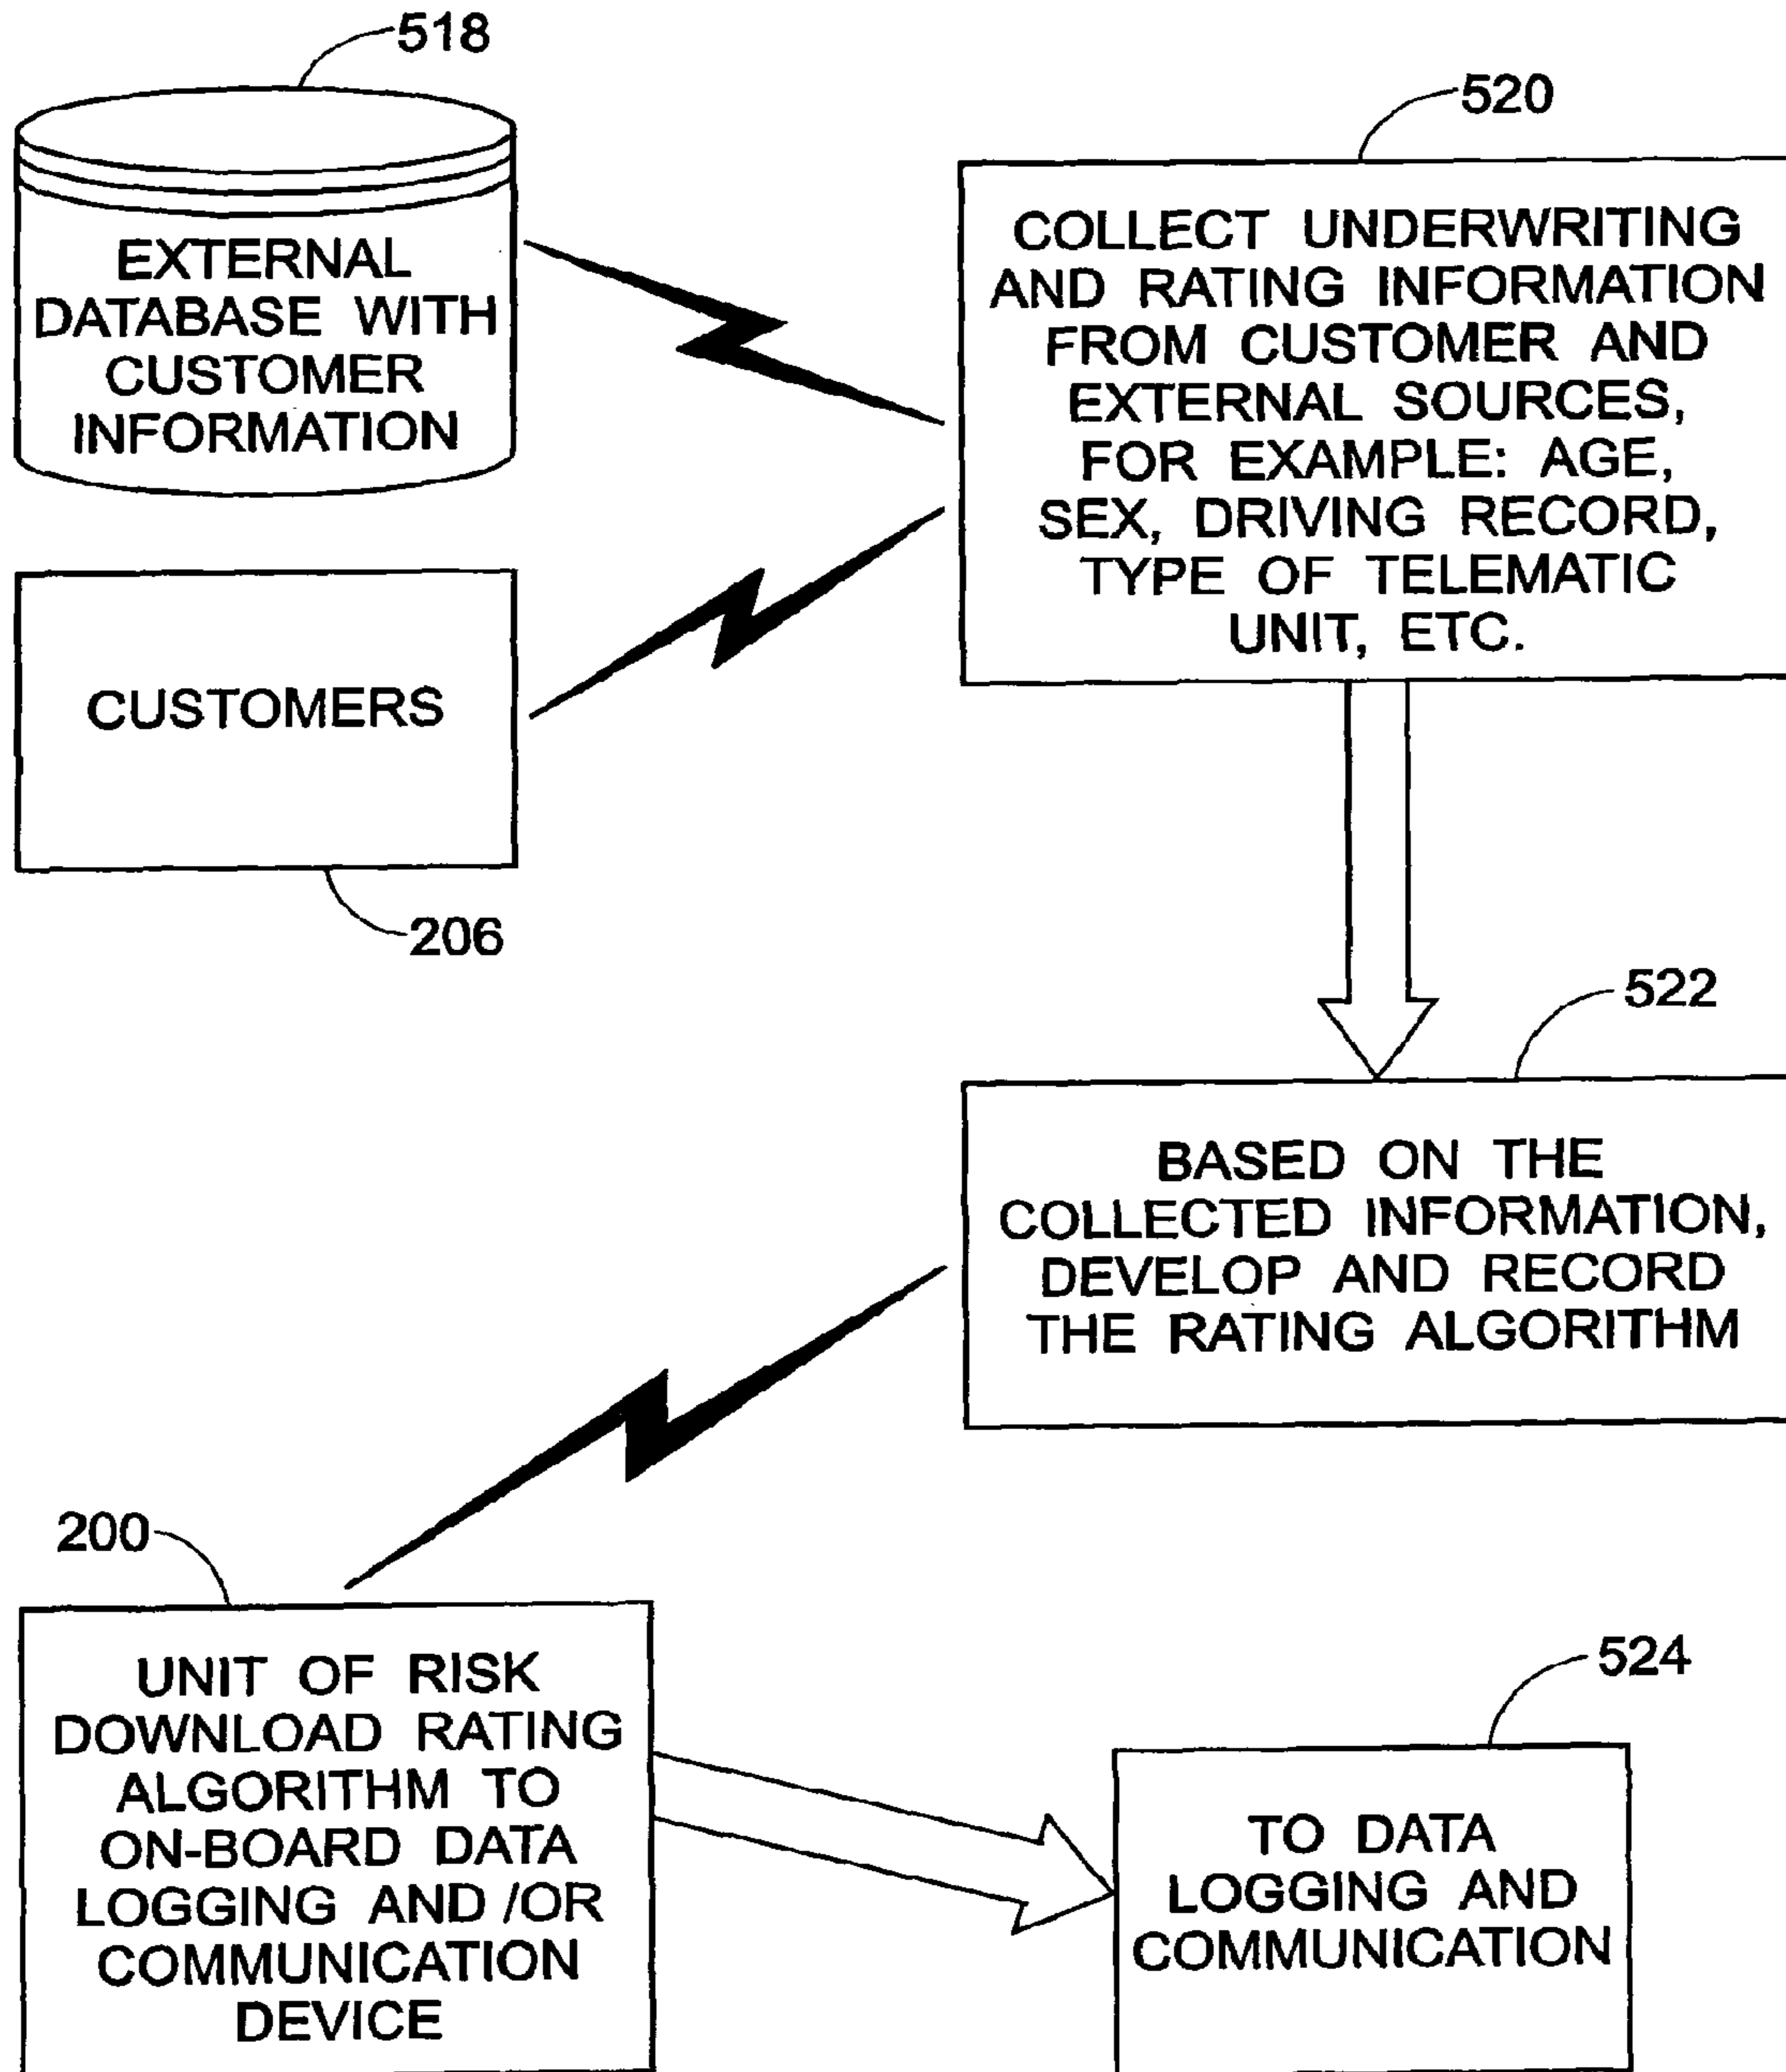 518
EXTERNAL
DATABASE WITH
CUSTOMER
INFORMATION
520
COLLECT UNDERWRITING
AND RATING INFORMATION
FROM CUSTOMER AND
EXTERNAL SOURCES,
FOR EXAMPLE: AGE,
SEX, DRIVING RECORD,
TYPE OF TELEMATIC
UNIT, ETC.
CUSTOMERS
206
522
BASED ON THE
COLLECTED INFORMATION,
DEVELOP AND RECORD
THE RATING ALGORITHM
200
UNIT OF RISK
DOWNLOAD RATING
ALGORITHM TO
ON-BOARD DATA
LOGGING AND /OR
COMMUNICATION
DEVICE
524
TO DATA
LOGGING AND
COMMUNICATION